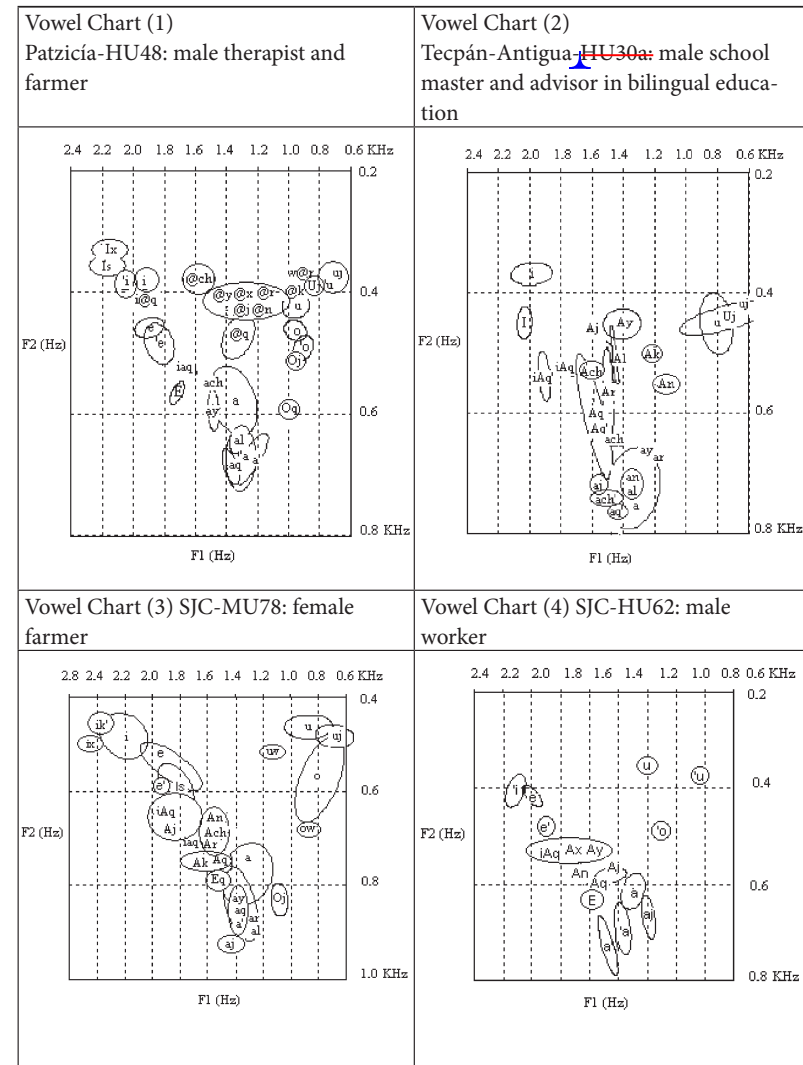 Vowel Chart (1)
Patzicía-HU48: male therapist and
farmer
2.4 2.2 2.0 1.8 1.6 1.4 1.2 1.0 0.8 0.6 KHz
0.2
Ix
Is
i i @ch w@r uj
@k Uj u
i@q @y @x @r 0.4
@j @n u
e @q o
'e' 'o
F2 (Hz) Oj
iaq ach
E a
ay Oq 0.6
al
'a
aq a'
0.8 KHz
F1 (Hz)
Vowel Chart (2)
Tecpán-Antigua-HU30a: male school
master and advisor in bilingual educa-
tion
2.4 2.2 2.0 1.8 1.6 1.4 1.2 1.0 0.8 0.6 KHz
0.2
i
0.4
uj
I Aj Ay u Uj
F2 (Hz) Al Ak
iAq iAq Ach An
Ar
Aq 0.6
Aq'
ach
ay ar
aj an
ach' al
aq a
0.8 KHz
F1 (Hz)
Vowel Chart (3) SJC-MU78: female
farmer
2.8 2.6 2.4 2.2 2.0 1.8 1.6 1.4 1.2 1.0 0.8 0.6 KHz
0.4
ik' u
ix i uj
e uw
e' Is o
0.6
iAq An
Aj Ach ow
F2 (Hz) iaq Ar
Ak Aq a
Eq 0.8
ay Oj
aq ar
a' al
aj
1.0 KHz
F1 (Hz)
Vowel Chart (4) SJC-HU62: male
worker
2.4 2.2 2.0 1.8 1.6 1.4 1.2 1.0 0.8 0.6 KHz
0.2
u
'u
'i 0.4
e
e' 'o
F2 (Hz)
iAq Ax Ay
An Aj
Aq 0.6
E a
aj
'a
a'
0.8 KHz
F1 (Hz)